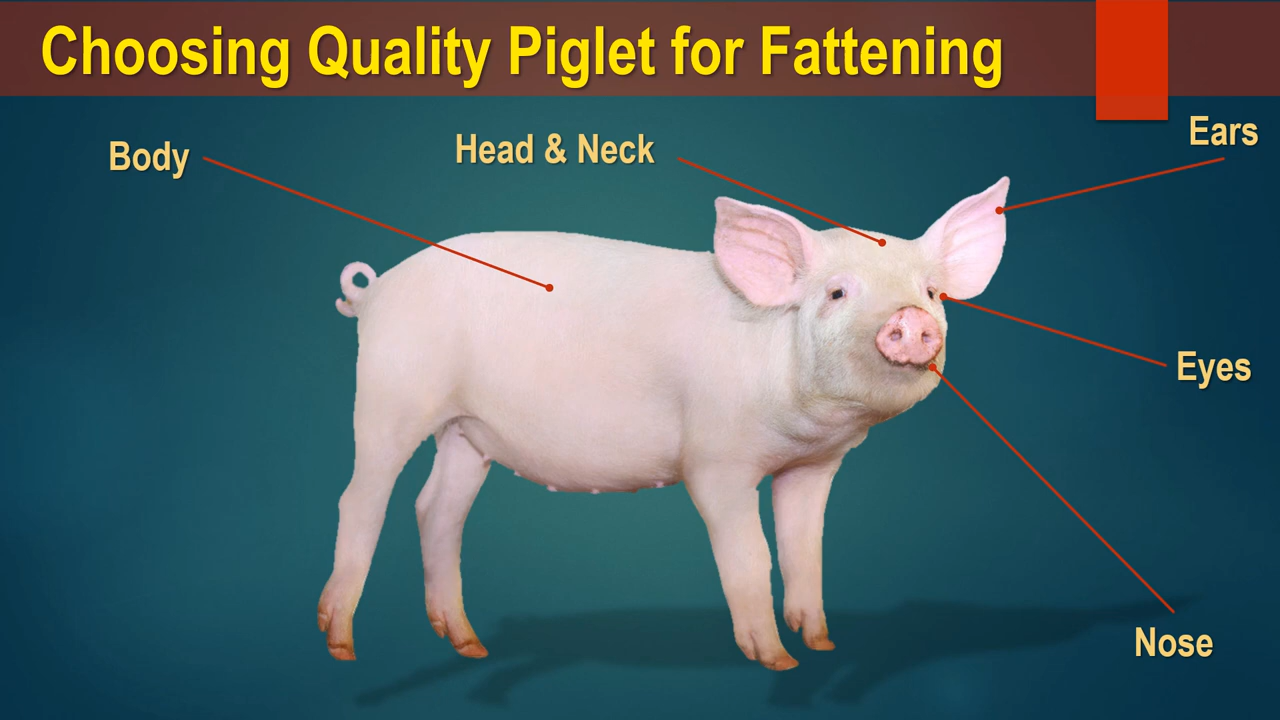 Choosing Quality Piglet for Fattening
Body
Head & Neck
Ears
Eyes
Nose